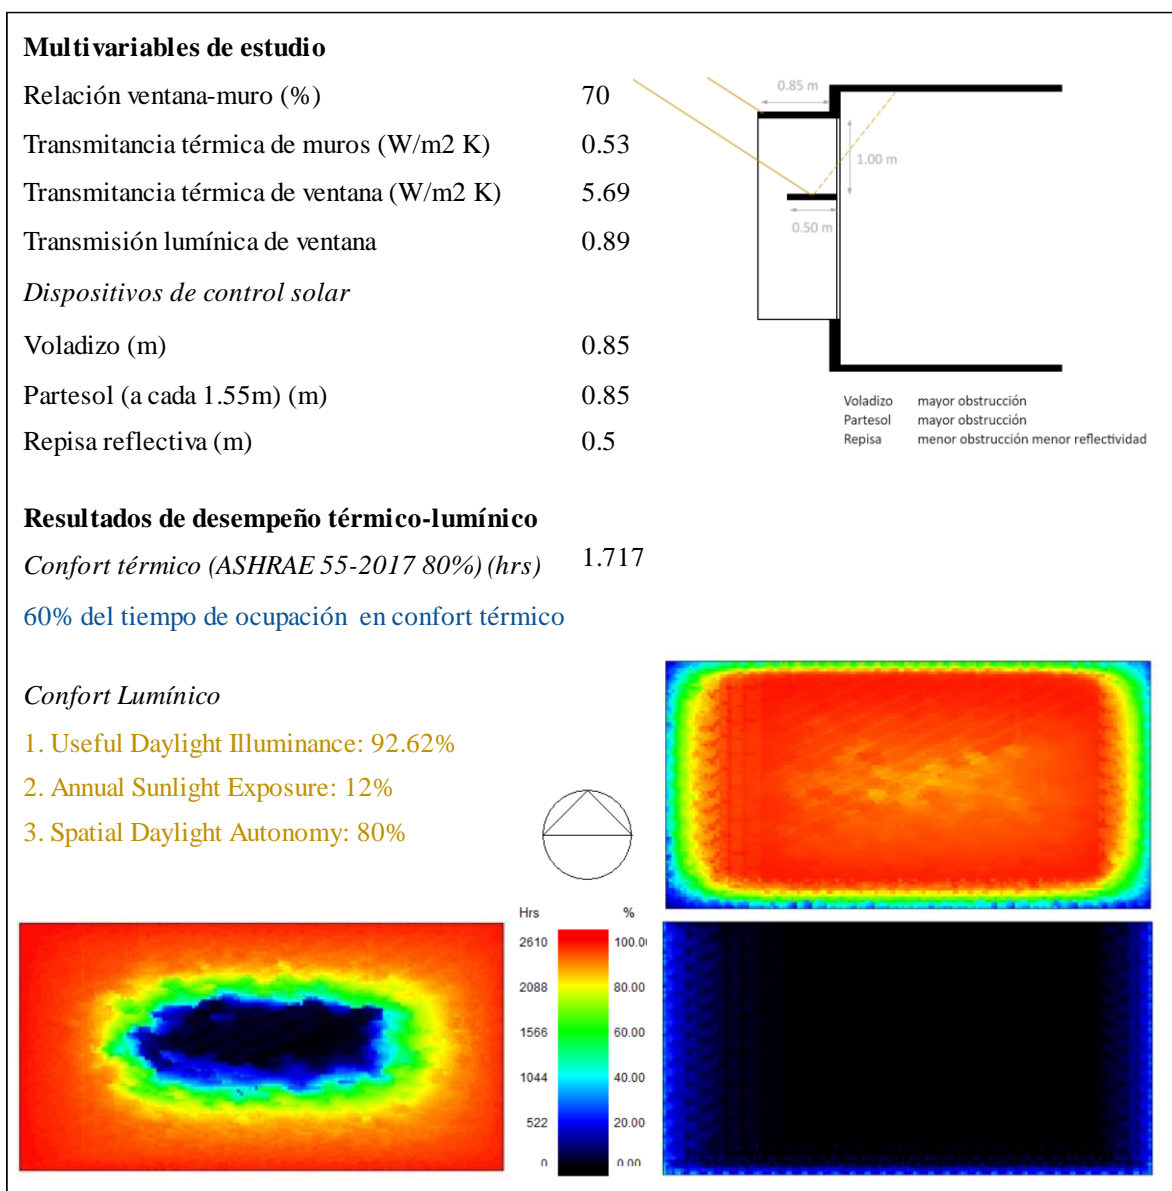 Multivariables de estudio
Relación ventana-muro (%) 70
Transmitancia térmica de muros (W/m2 K) 0.53
Transmitancia térmica de ventana (W/m2 K) 5.69
Transmisión lumínica de ventana 0.89
Dispositivos de control solar
Voladizo (m) 0.85
Partesol (a cada 1.55m) (m) 0.85
Repisa reflectiva (m) 0.5
0.85 m
1.00 m
0.50 m
Voladizo mayor obstrucción
Partesol mayor obstrucción
Repisa menor obstrucción menor reflectividad
Resultados de desempeño térmico-lumínico
Confort térmico (ASHRAE 55-2017 80%) (hrs) 1.717
60% del tiempo de ocupación en confort térmico
Confort Lumínico
1. Useful Daylight Illuminance: 92.62%
2. Annual Sunlight Exposure: 12%
3. Spatial Daylight Autonomy: 80%
Hrs %
2610 100.00
2088 80.00
1566 60.00
1044 40.00
522 20.00
0 0.00